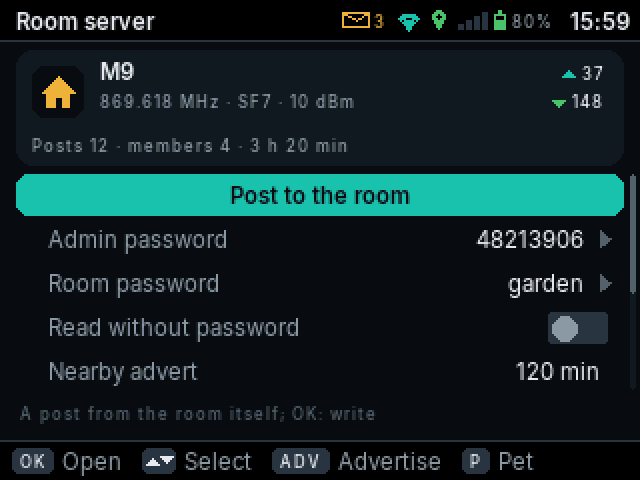 Room server 3 80% 15:59
M9 37
869.618 MHz · SF7 · 10 dBm 148
Posts 12 · members 4 · 3 h 20 min
Post to the room
Admin password 48213906
Room password garden
Read without password
Nearby advert 120 min
A post from the room itself; OK: write
OK Open Select ADV Advertise P Pet